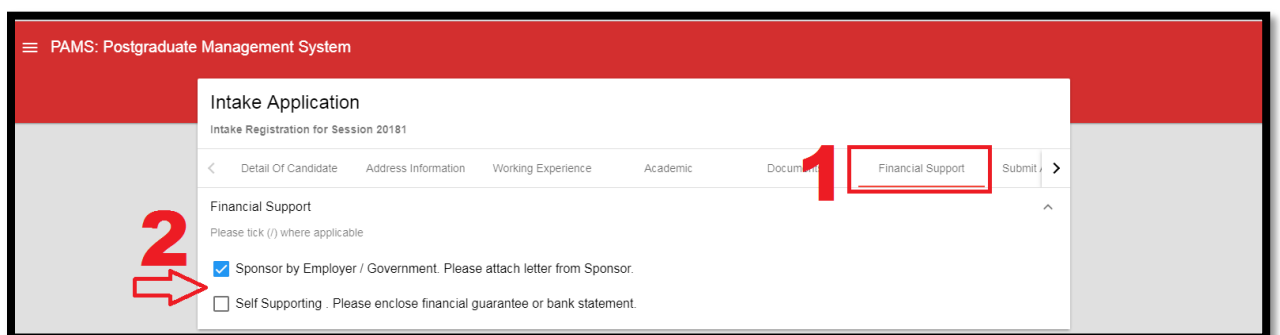 PAMS: Postgraduate Management System
Intake Application
Intake Registration for Session 20181
Detail Of Candidate Address Information Working Experience Academic 1 Financial Support Submit
Financial Support
Please tick (/) where applicable
2
Sponsor by Employer / Government. Please attach letter from Sponsor.
Self Supporting . Please enclose financial guarantee or bank statement.